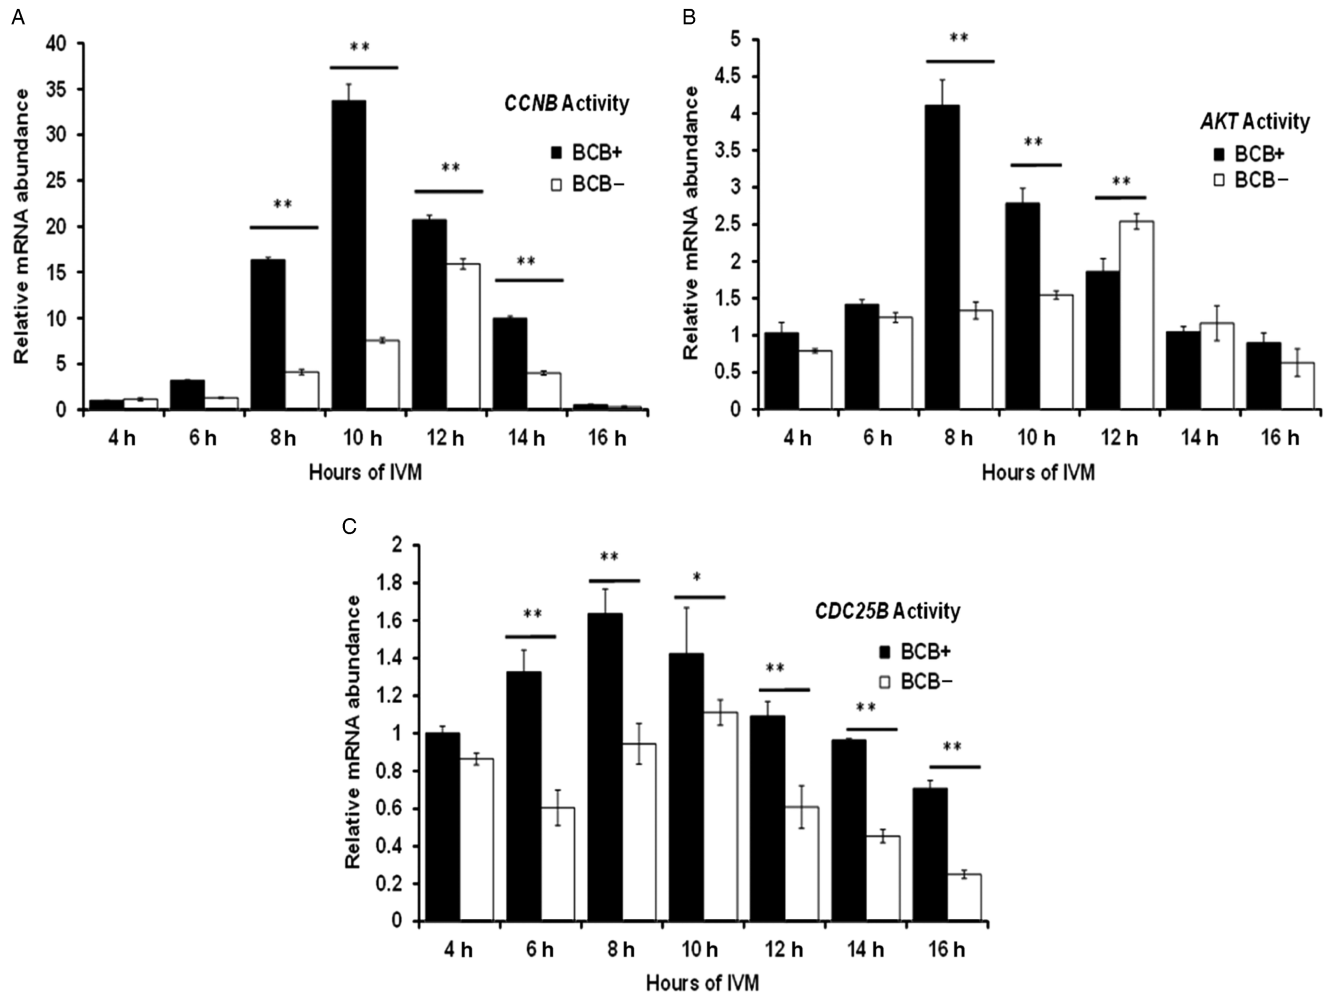 A
Relative mRNA abundance
40
35
30
25
20
15
10
5
0
**
**
**
**
CCNB Activity
BCB+
BCB−
4 h 6 h 8 h 10 h 12 h 14 h 16 h
Hours of IVM
B
Relative mRNA abundance
5
4.5
4
3.5
3
2.5
2
1.5
1
0.5
0
**
**
**
AKT Activity
BCB+
BCB−
4 h 6 h 8 h 10 h 12 h 14 h 16 h
Hours of IVM
C
Relative mRNA abundance
2
1.8
1.6
1.4
1.2
1
0.8
0.6
0.4
0.2
0
**
**
*
**
**
**
CDC25B Activity
BCB+
BCB−
4 h 6 h 8 h 10 h 12 h 14 h 16 h
Hours of IVM